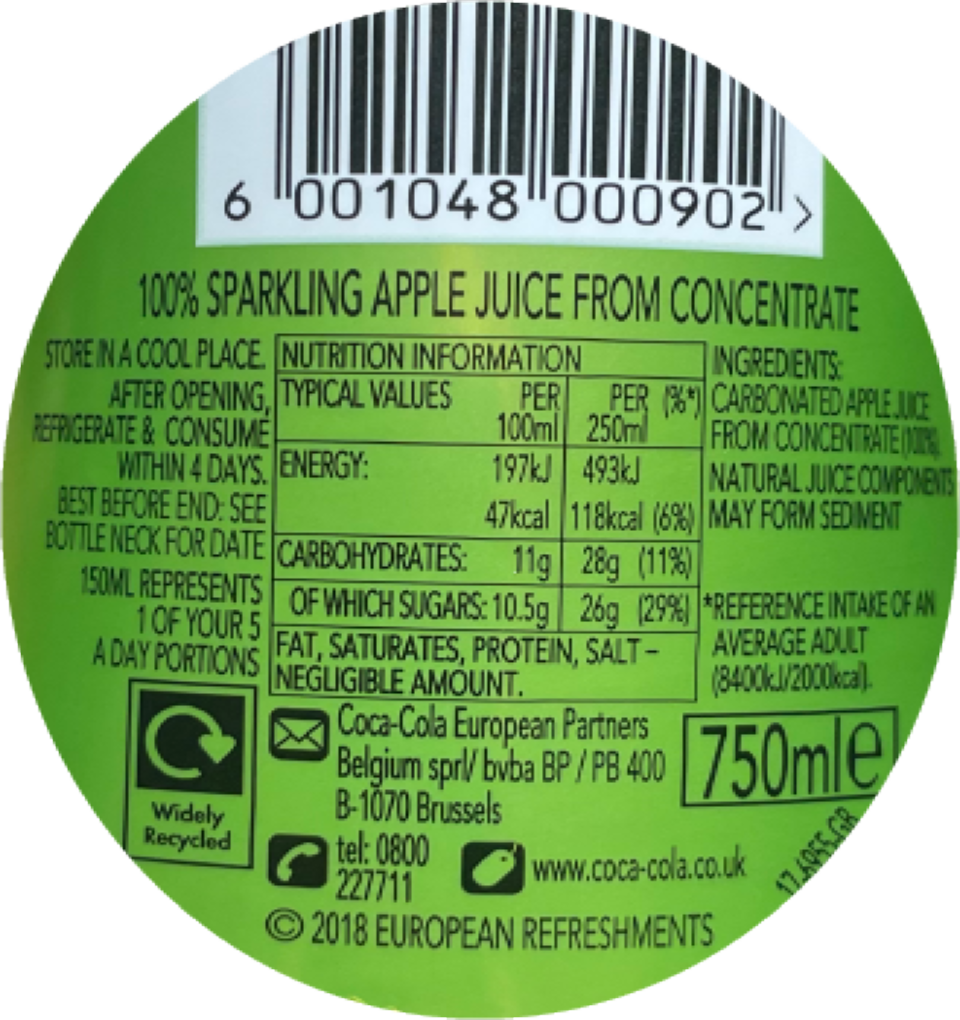 6 001048 000902 >
100% SPARKLING APPLE JUICE FROM CONCENTRATE
STORE IN A COOL PLACE.
AFTER OPENING,
REFRIGERATE & CONSUME
WITHIN 4 DAYS.
BEST BEFORE END: SEE
BOTTLE NECK FOR DATE
150ML REPRESENTS
1 OF YOUR 5
A DAY PORTIONS
NUTRITION INFORMATION
TYPICAL VALUES PER 100ml PER 250ml (%*)
ENERGY: 197kJ 493kJ
47kcal 118kcal (6%)
CARBOHYDRATES: 11g 28g (11%)
OF WHICH SUGARS: 10.5g 26g (29%)
FAT, SATURATES, PROTEIN, SALT –
NEGLIGIBLE AMOUNT.
INGREDIENTS:
CARBONATED APPLE JUICE
FROM CONCENTRATE (100%).
NATURAL JUICE COMPONENTS
MAY FORM SEDIMENT
*REFERENCE INTAKE OF AN
AVERAGE ADULT
(8400kJ/2000kcal).
Widely
Recycled
Coca-Cola European Partners
Belgium sprl/ bvba BP / PB 400
B-1070 Brussels
750ml e
tel: 0800
227711
www.coca-cola.co.uk
17.6955-GB
© 2018 EUROPEAN REFRESHMENTS